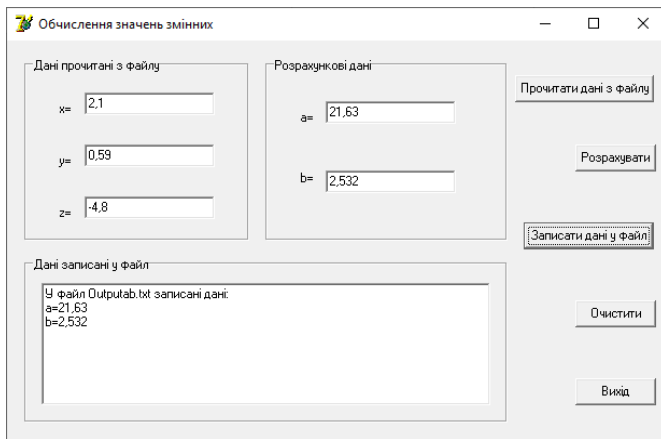 Обчислення значень змінних
Дані прочитані з файлу
x= 2,1
y= 0,59
z= -4,8
Розрахункові дані
a= 21,63
b= 2,532
Прочитати дані з файлу
Розрахувати
Записати дані у файл
Дані записані у файл
У файл Outputab.txt записані дані:
a=21,63
b=2,532
Очистити
Вихід